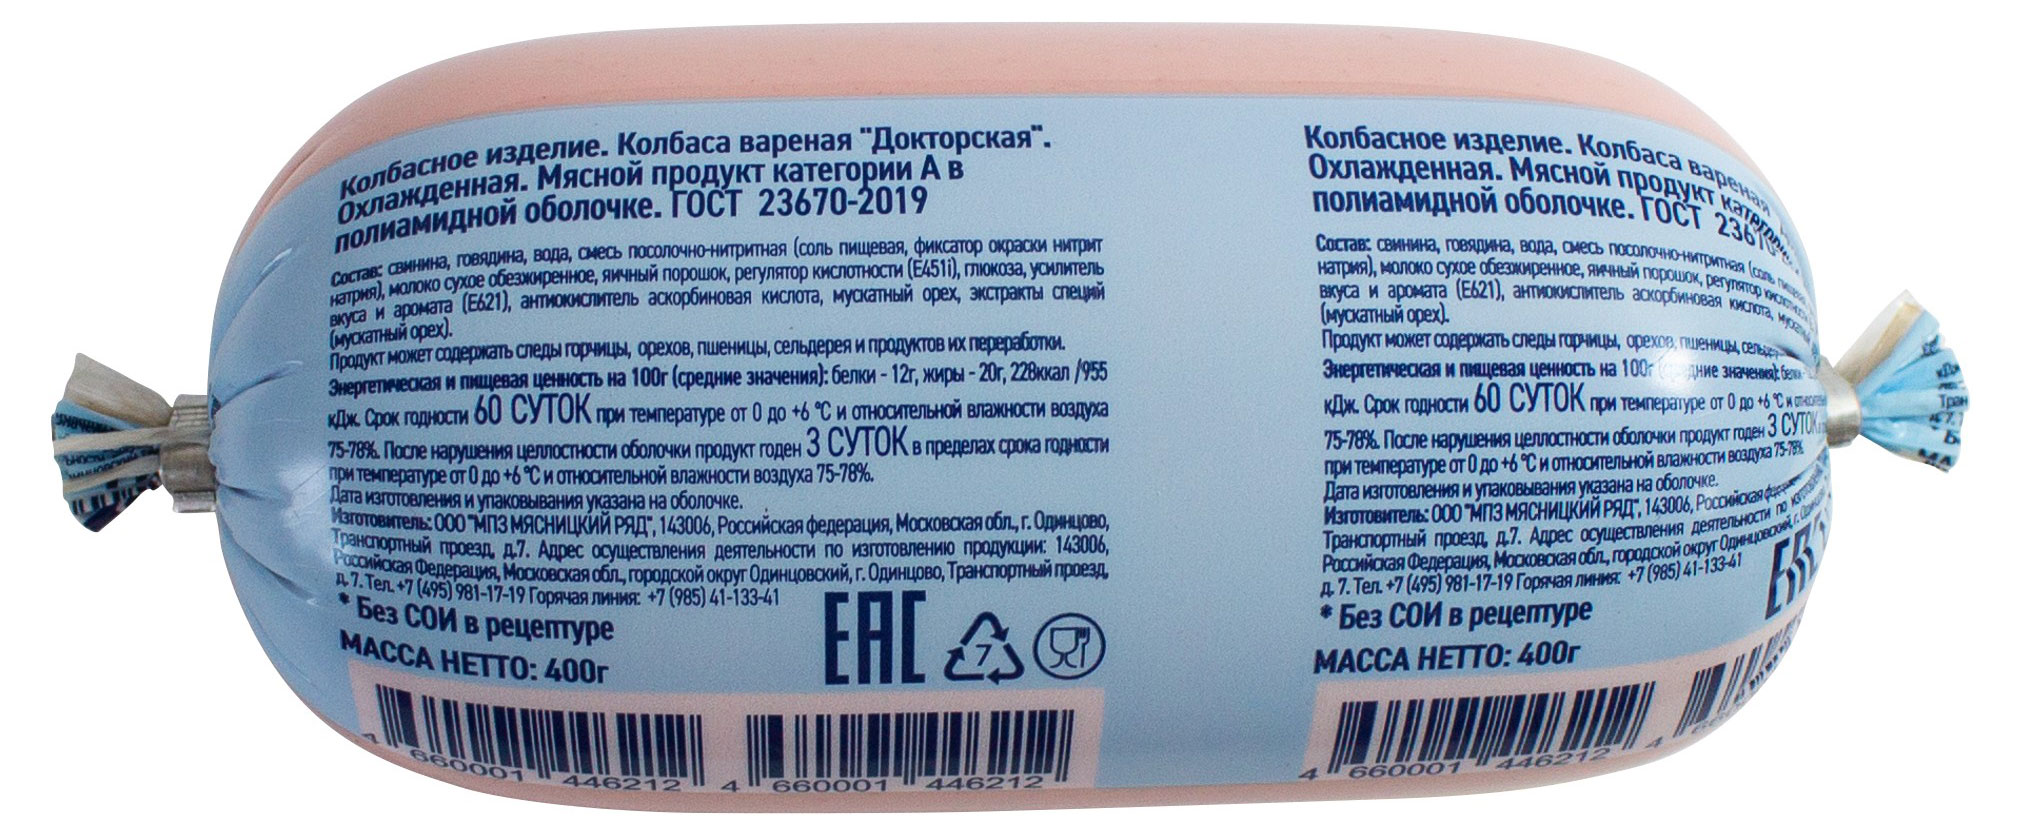 Колбасное изделие. Колбаса вареная "Докторская".
Охлажденная. Мясной продукт категории А в
полиамидной оболочке. ГОСТ 23670-2019
Состав: свинина, говядина, вода, смесь посолочно-нитритная (соль пищевая, фиксатор окраски нитрит
натрия), молоко сухое обезжиренное, яичный порошок, регулятор кислотности (Е451i), глюкоза, усилитель
вкуса и аромата (Е621), антиокислитель аскорбиновая кислота, мускатный орех, экстракты специй
(мускатный орех).
Продукт может содержать следы горчицы, орехов, пшеницы, сельдерея и продуктов их переработки.
Энергетическая и пищевая ценность на 100г (средние значения): белки - 12г, жиры - 20г, 228ккал /955
кДж. Срок годности 60 СУТОК при температуре от 0 до +6 °С и относительной влажности воздуха
75-78%. После нарушения целлостности оболочки продукт годен 3 СУТОК в пределах срока годности
при температуре от 0 до +6 °С и относительной влажности воздуха 75-78%.
Дата изготовления и упаковывания указана на оболочке.
Изготовитель: ООО "МПЗ МЯСНИЦКИЙ РЯД", 143006, Российская федерация, Московская обл., г. Одинцово,
Транспортный проезд, д.7. Адрес осуществления деятельности по изготовлению продукции: 143006,
Российская Федерация, Московская обл., городской округ Одинцовский, г. Одинцово, Транспортный проезд,
д. 7. Тел. +7 (495) 981-17-19 Горячая линия: +7 (985) 41-133-41
* Без СОИ в рецептуре
МАССА НЕТТО: 400г
ЕАС
7
4 660001 446212
4 660001 446212
Колбасное изделие. Колбаса вареная
Охлажденная. Мясной продукт
полиамидной оболочке. ГОСТ
Состав: свинина, говядина, вода, смесь посолочно-нитритная (соль
натрия), молоко сухое обезжиренное, яичный порошок, регулятор
вкуса и аромата (Е621), антиокислитель аскорбиновая кислота,
(мускатный орех).
Продукт может содержать следы горчицы, орехов, пшеницы,
Энергетическая и пищевая ценность на 100г (средние значения):
кДж. Срок годности 60 СУТОК при температуре от 0 до +6 °С и
75-78%. После нарушения целлостности оболочки продукт годен 3 СУТОК
при температуре от 0 до +6 °С и относительной влажности воздуха 75-78%.
Дата изготовления и упаковывания указана на оболочке.
Изготовитель: ООО "МПЗ МЯСНИЦКИЙ РЯД", 143006, Российская
Транспортный проезд, д.7. Адрес осуществления деятельности по
Российская Федерация, Московская обл., городской округ Одинцовский, г.
д. 7. Тел. +7 (495) 981-17-19 Горячая линия: +7 (985) 41-133-41
* Без СОИ в рецептуре
МАССА НЕТТО: 400г
4 660001 446212